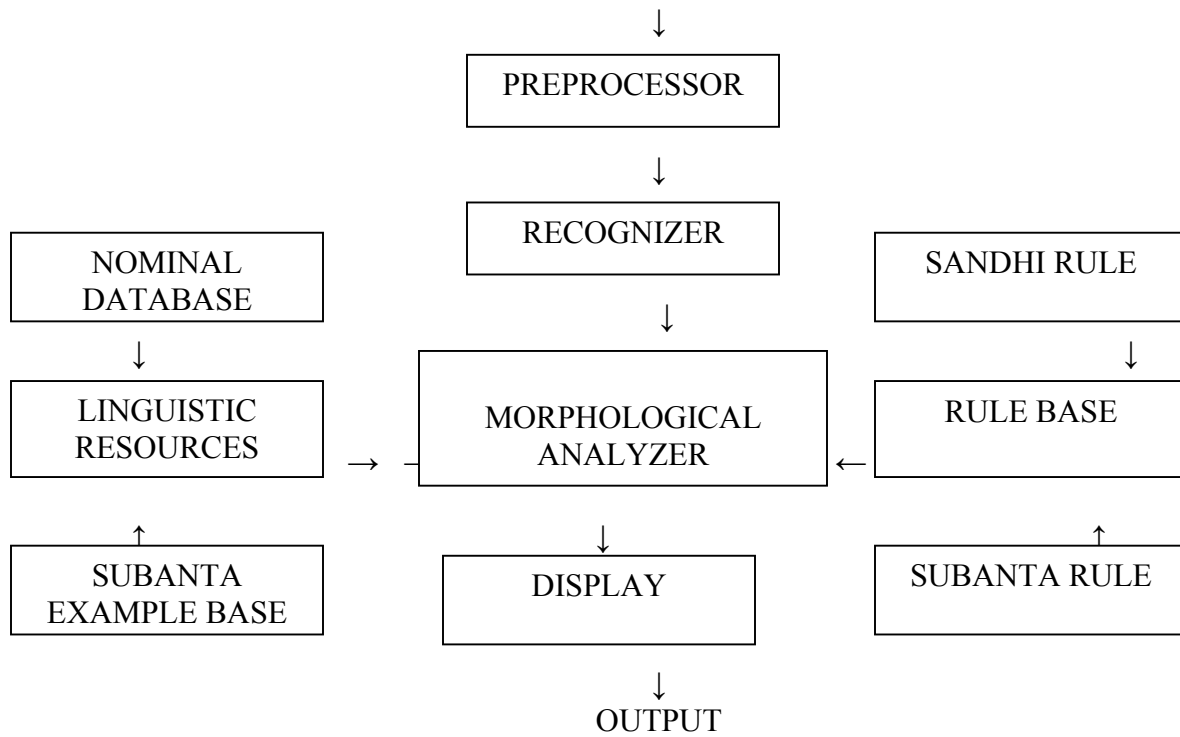 ↓
PREPROCESSOR
↓
RECOGNIZER
NOMINAL
DATABASE
SANDHI RULE
↓
↓
↓
LINGUISTIC
RESOURCES
MORPHOLOGICAL
ANALYZER
RULE BASE
→
←
↑
↓
↑
SUBANTA
EXAMPLE BASE
DISPLAY
SUBANTA RULE
↓
OUTPUT